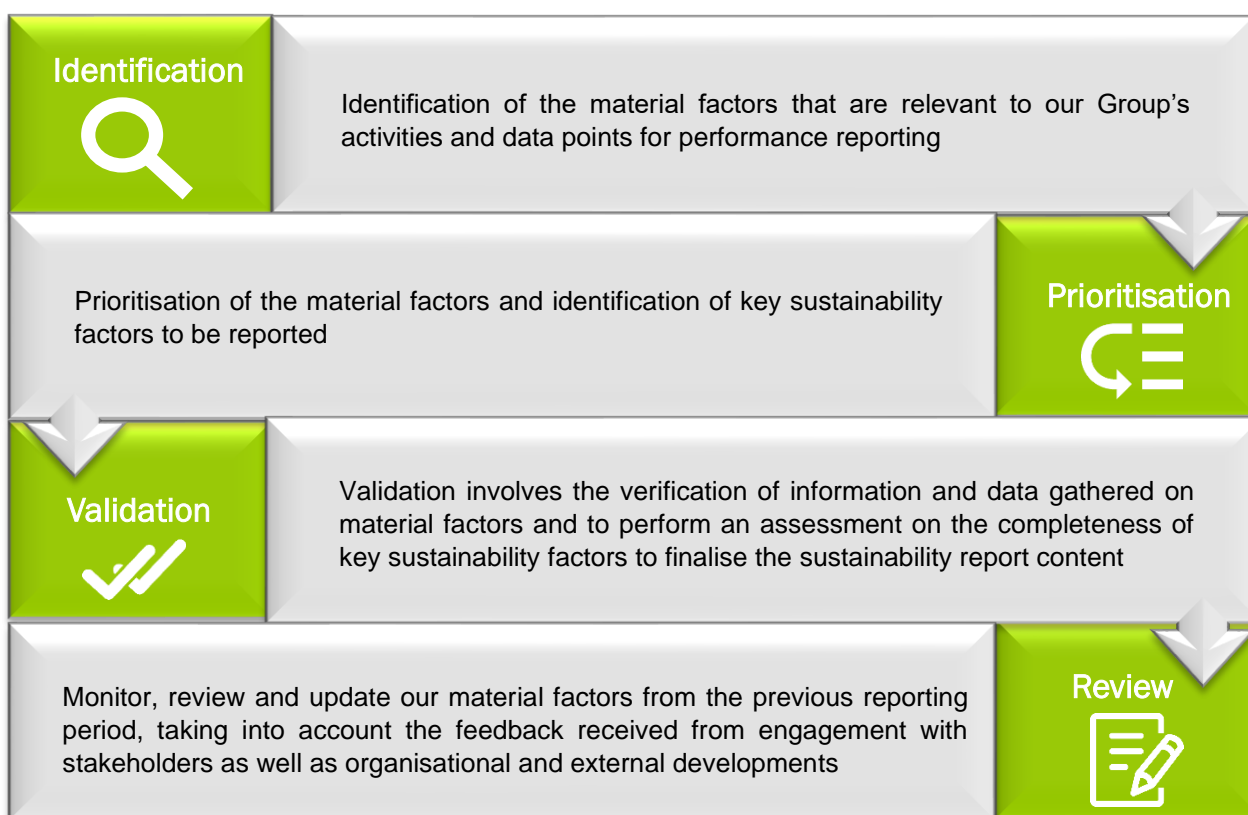 Identification
Identification of the material factors that are relevant to our Group’s
activities and data points for performance reporting
Prioritisation of the material factors and identification of key sustainability
factors to be reported
Prioritisation
Validation
Validation involves the verification of information and data gathered on
material factors and to perform an assessment on the completeness of
key sustainability factors to finalise the sustainability report content
Monitor, review and update our material factors from the previous reporting
period, taking into account the feedback received from engagement with
stakeholders as well as organisational and external developments
Review